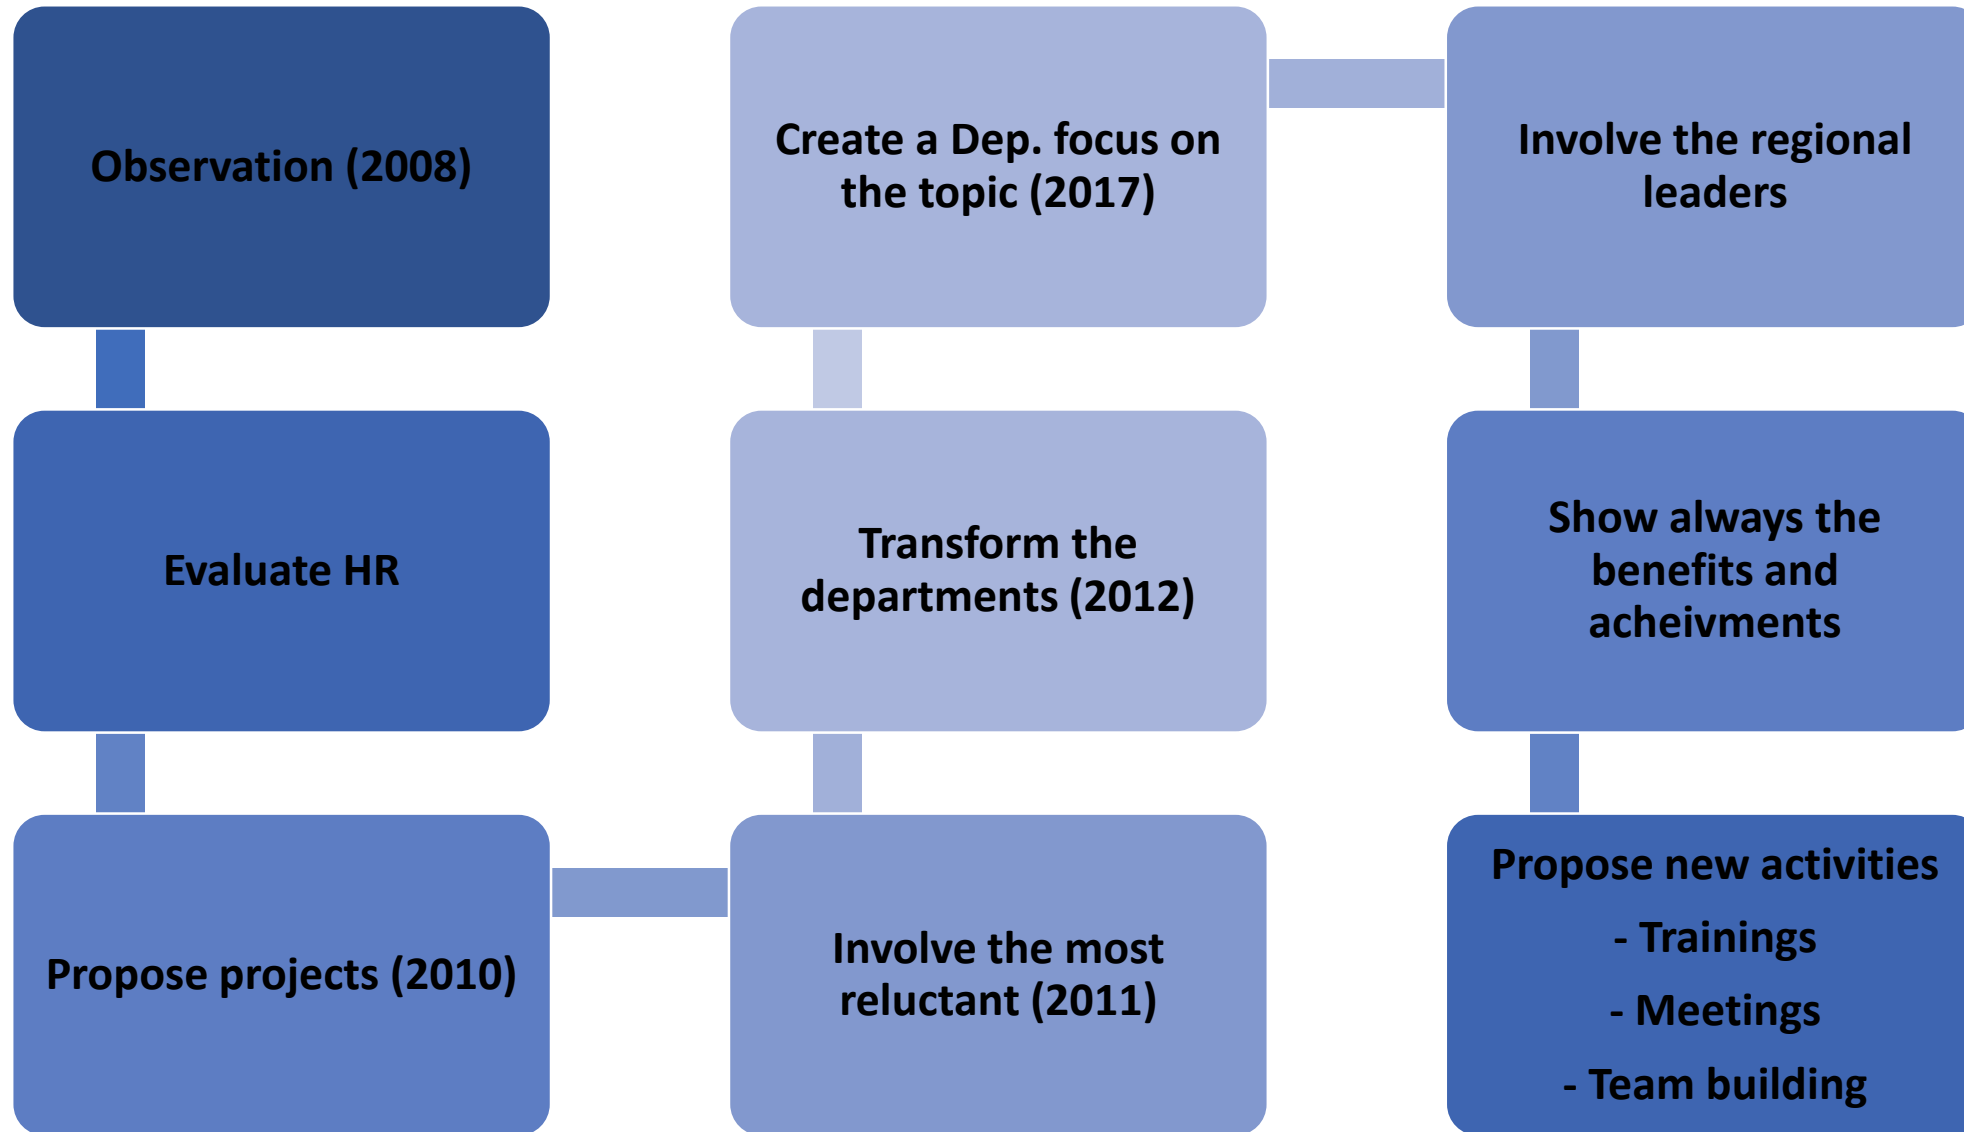 Observation (2008)
Evaluate HR
Propose projects (2010)
Involve the most
reluctant (2011)
Transform the
departments (2012)
Create a Dep. focus on
the topic (2017)
Involve the regional
leaders
Show always the
benefits and
acheivments
Propose new activities
- Trainings
- Meetings
- Team building